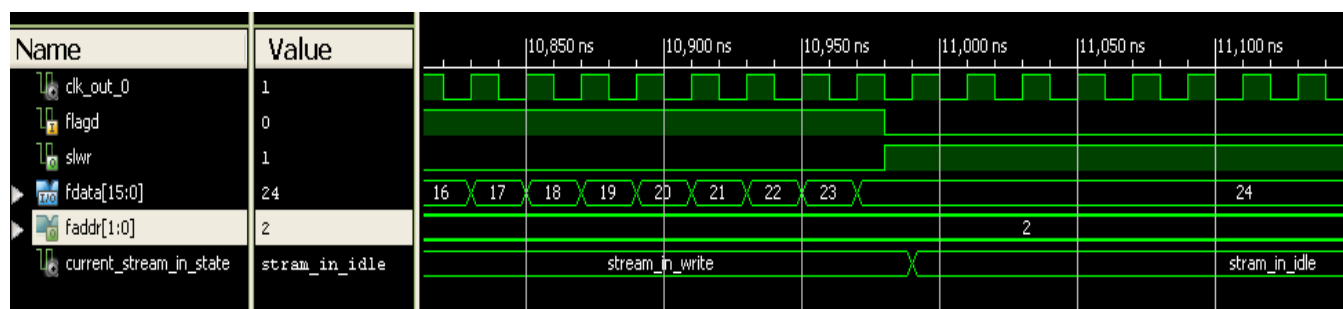 Name Value |10,850 ns |10,900 ns |10,950 ns |11,000 ns |11,050 ns |11,100 ns
clk_out_0 1
flagd 0
slwr 1
fdata[15:0] 24 16 17 18 19 20 21 22 23 24
faddr[1:0] 2 2
current_stream_in_state stram_in_idle stream_in_write stram_in_idle